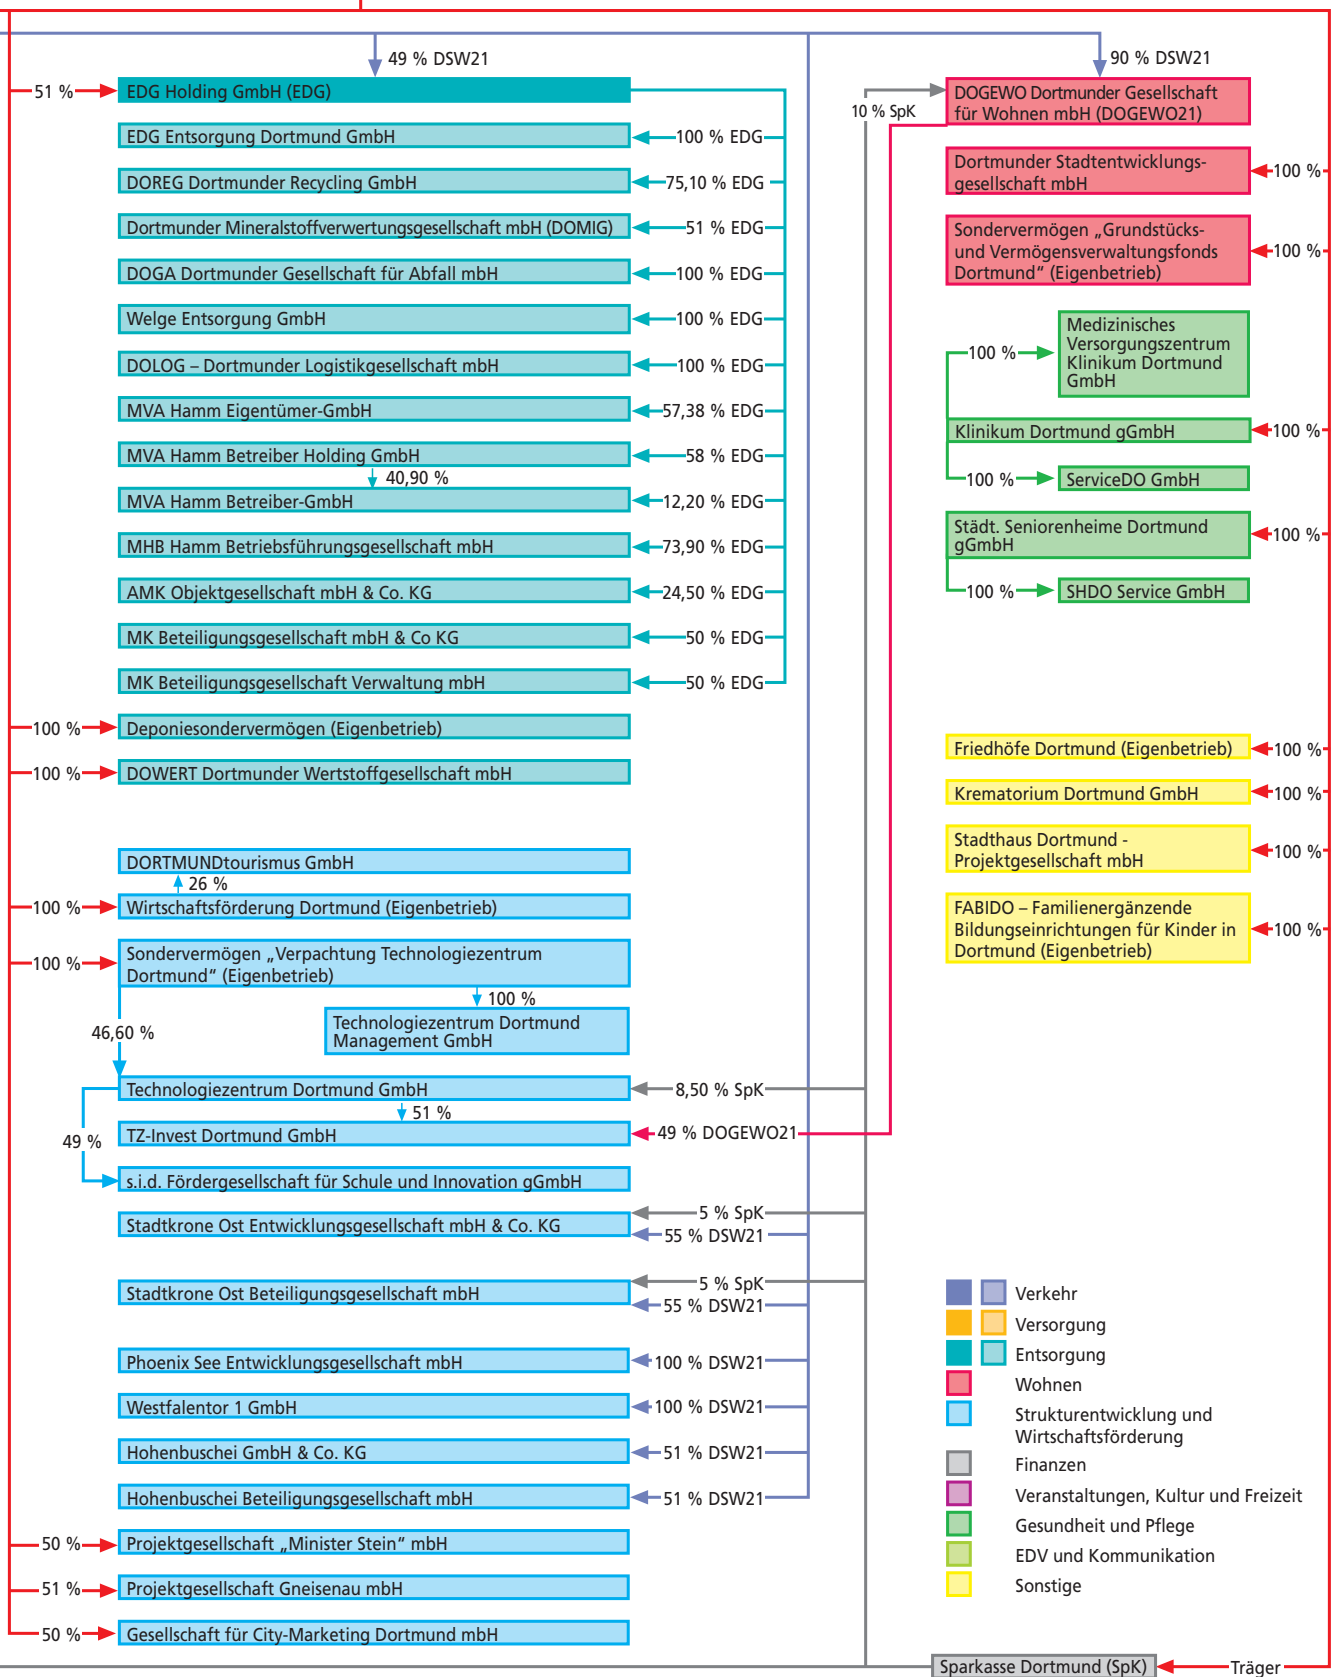 49 % DSW21
51 %
EDG Holding GmbH (EDG)
EDG Entsorgung Dortmund GmbH
100 % EDG
DOREG Dortmunder Recycling GmbH
75,10 % EDG
Dortmunder Mineralstoffverwertungsgesellschaft mbH (DOMIG)
51 % EDG
DOGA Dortmunder Gesellschaft für Abfall mbH
100 % EDG
Welge Entsorgung GmbH
100 % EDG
DOLOG – Dortmunder Logistikgesellschaft mbH
100 % EDG
MVA Hamm Eigentümer-GmbH
57,38 % EDG
MVA Hamm Betreiber Holding GmbH
58 % EDG
40,90 %
MVA Hamm Betreiber-GmbH
12,20 % EDG
MHB Hamm Betriebsführungsgesellschaft mbH
73,90 % EDG
AMK Objektgesellschaft mbH & Co. KG
24,50 % EDG
MK Beteiligungsgesellschaft mbH & Co KG
50 % EDG
MK Beteiligungsgesellschaft Verwaltung mbH
50 % EDG
100 %
Deponiesondervermögen (Eigenbetrieb)
100 %
DOWERT Dortmunder Wertstoffgesellschaft mbH
DORTMUNDtourismus GmbH
26 %
100 %
Wirtschaftsförderung Dortmund (Eigenbetrieb)
100 %
Sondervermögen „Verpachtung Technologiezentrum
Dortmund“ (Eigenbetrieb)
100 %
Technologiezentrum Dortmund
Management GmbH
46,60 %
Technologiezentrum Dortmund GmbH
8,50 % SpK
51 %
49 %
TZ-Invest Dortmund GmbH
49 % DOGEWO21
s.i.d. Fördergesellschaft für Schule und Innovation gGmbH
Stadtkrone Ost Entwicklungsgesellschaft mbH & Co. KG
5 % SpK
55 % DSW21
Stadtkrone Ost Beteiligungsgesellschaft mbH
5 % SpK
55 % DSW21
Phoenix See Entwicklungsgesellschaft mbH
100 % DSW21
Westfalentor 1 GmbH
100 % DSW21
Hohenbuschei GmbH & Co. KG
51 % DSW21
Hohenbuschei Beteiligungsgesellschaft mbH
51 % DSW21
50 %
Projektgesellschaft „Minister Stein“ mbH
51 %
Projektgesellschaft Gneisenau mbH
50 %
Gesellschaft für City-Marketing Dortmund mbH
90 % DSW21
10 % SpK
DOGEWO Dortmunder Gesellschaft
für Wohnen mbH (DOGEWO21)
Dortmunder Stadtentwicklungs-
gesellschaft mbH
100 %
Sondervermögen „Grundstücks-
und Vermögensverwaltungsfonds
Dortmund“ (Eigenbetrieb)
100 %
Medizinisches
Versorgungszentrum
Klinikum Dortmund
GmbH
100 %
Klinikum Dortmund gGmbH
100 %
100 %
ServiceDO GmbH
Städt. Seniorenheime Dortmund
gGmbH
100 %
100 %
SHDO Service GmbH
Friedhöfe Dortmund (Eigenbetrieb)
100 %
Krematorium Dortmund GmbH
100 %
Stadthaus Dortmund -
Projektgesellschaft mbH
100 %
FABIDO – Familienergänzende
Bildungseinrichtungen für Kinder in
Dortmund (Eigenbetrieb)
100 %
Verkehr
Versorgung
Entsorgung
Wohnen
Strukturentwicklung und
Wirtschaftsförderung
Finanzen
Veranstaltungen, Kultur und Freizeit
Gesundheit und Pflege
EDV und Kommunikation
Sonstige
Sparkasse Dortmund (SpK)
Träger